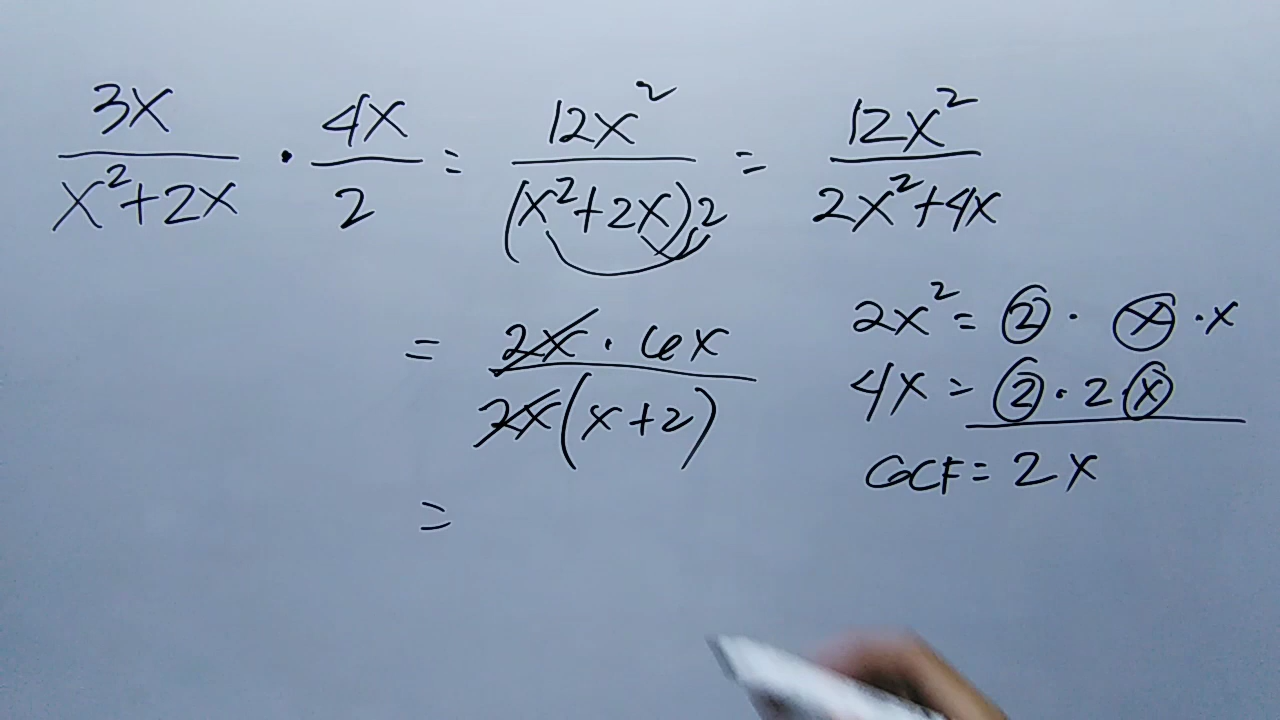 3x/(x²+2x) · 4x/2 = 12x²/((x²+2x)2) = 12x²/(2x²+4x)
2x² = 2 · x · x
= (2x · 6x)/(2x(x+2))
4x = 2 · 2 x
GCF = 2x
=